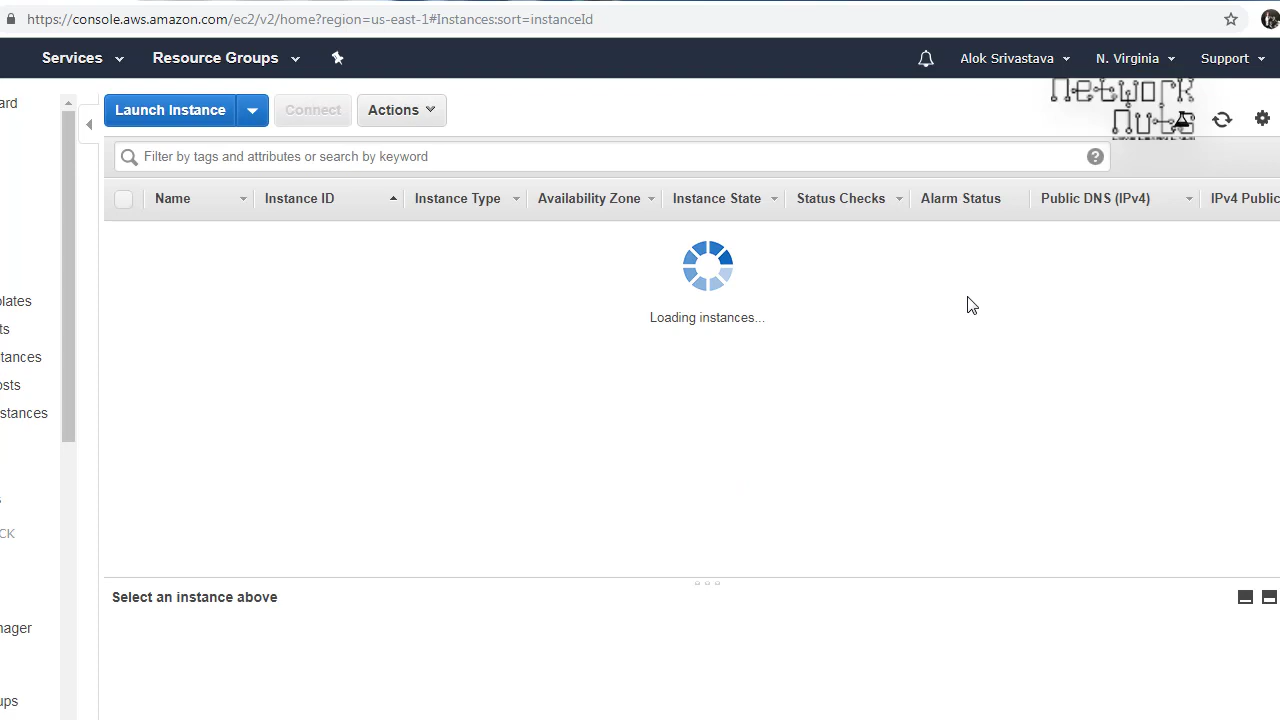 https://console.aws.amazon.com/ec2/v2/home?region=us-east-1#Instances:sort=instanceId
Services Resource Groups Alok Srivastava N. Virginia Support
network
nuts
ard
Launch Instance Connect Actions
Filter by tags and attributes or search by keyword
Name Instance ID Instance Type Availability Zone Instance State Status Checks Alarm Status Public DNS (IPv4) IPv4 Public
Loading instances...
plates
ts
tances
osts
stances
s
CK
Select an instance above
nager
ups